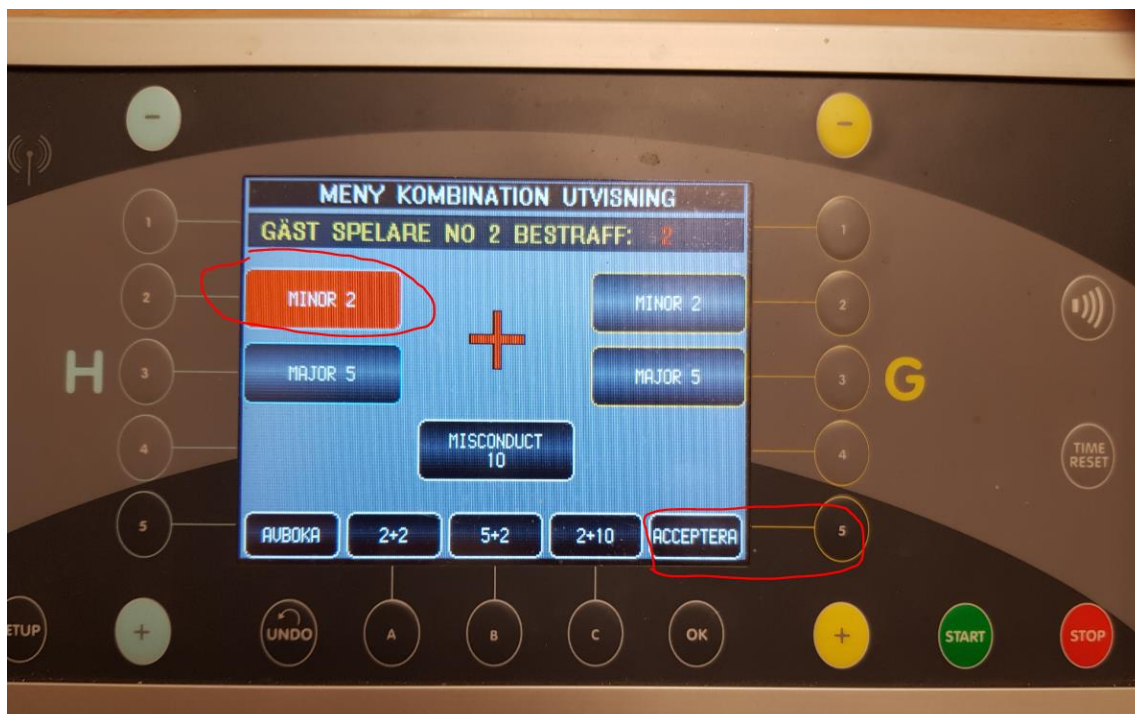 -
-
MENY KOMBINATION UTVISNING
GÄST SPELARE NO 2 BESTRAFF: 2
1
1
MINOR 2
MINOR 2
2
2
MAJOR 5
MAJOR 5
H
3
3
G
MISCONDUCT
10
4
4
TIME
RESET
5
AVBOKA
2+2
5+2
2+10
ACCEPTERA
5
ETUP
+
UNDO
A
B
C
OK
+
START
STOP